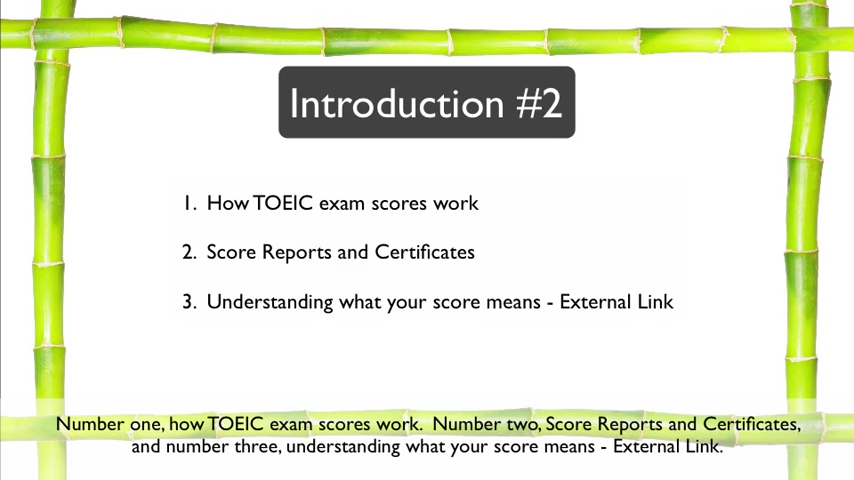 Introduction #2
1. How TOEIC exam scores work
2. Score Reports and Certificates
3. Understanding what your score means - External Link
Number one, how TOEIC exam scores work. Number two, Score Reports and Certificates,
and number three, understanding what your score means - External Link.